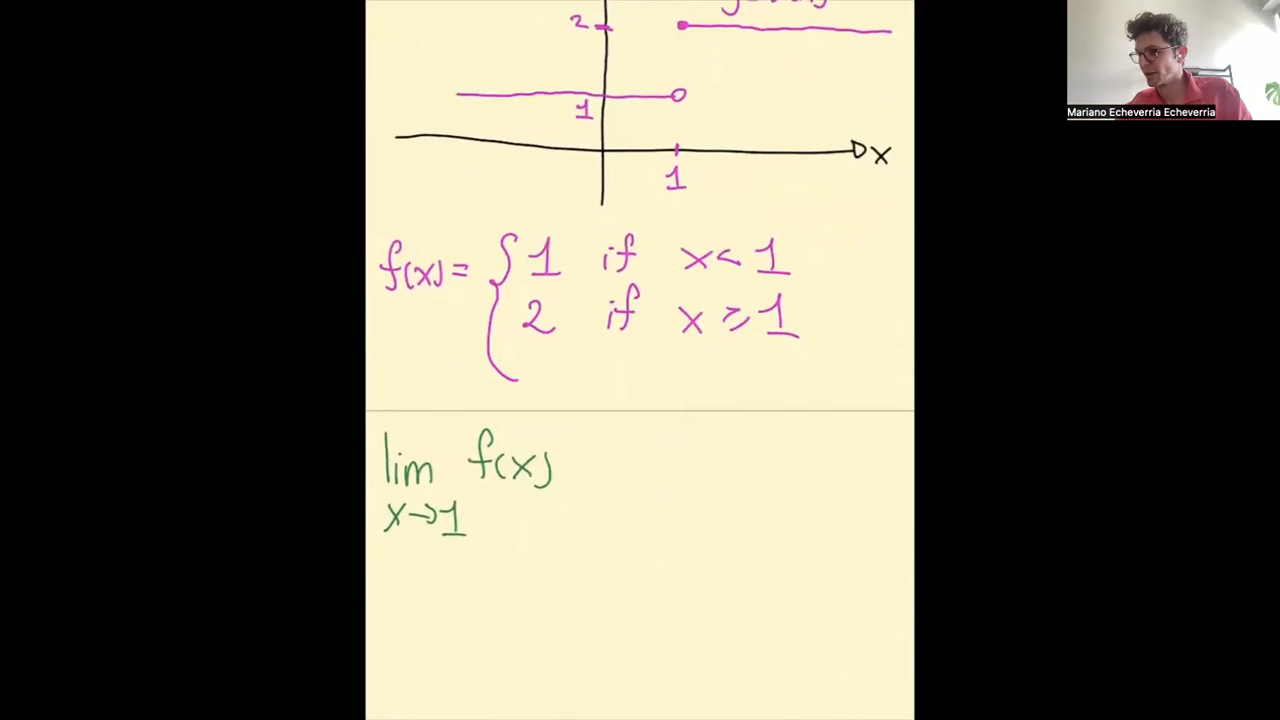 2
Mariano Echeverria Echeverria
1
x
1
f(x) = { 1 if x < 1
2 if x ≥ 1
lim f(x)
x→1